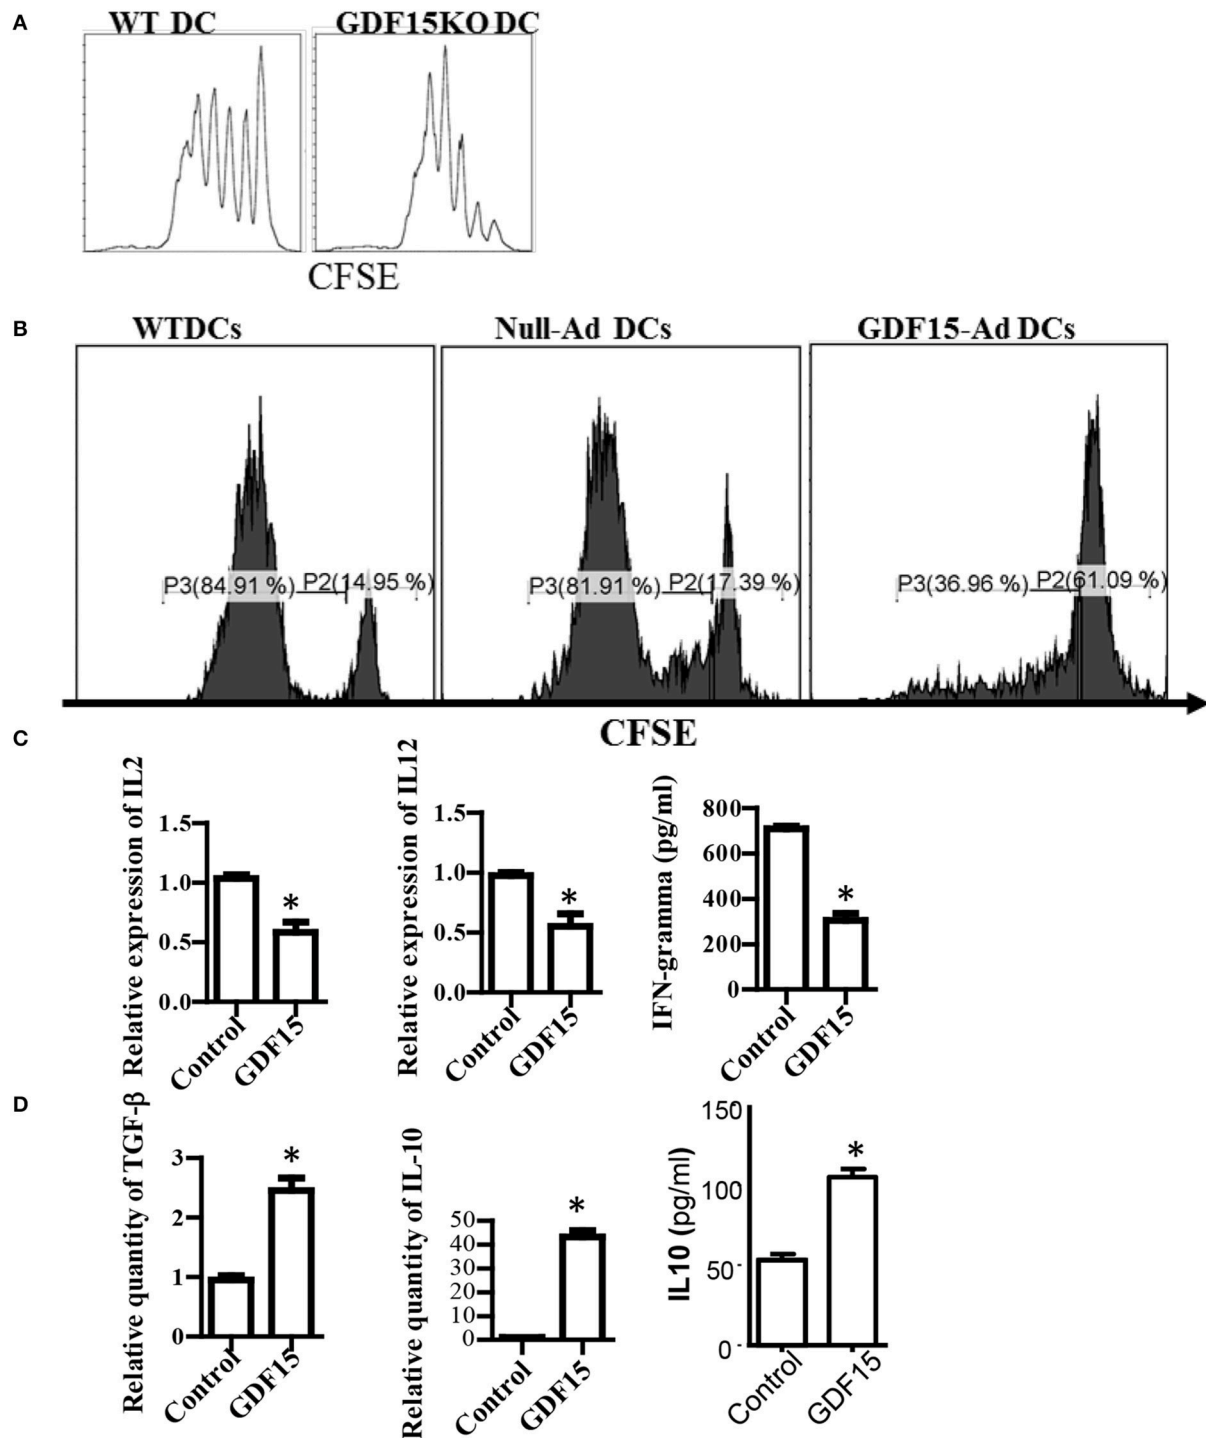 A
WT DC
GDF15KO DC
CFSE
B
WTDCs
Null-Ad DCs
GDF15-Ad DCs
P3(84.91 %)
P2(14.95 %)
P3(81.91 %)
P2(17.39 %)
P3(36.96 %)
P2(61.09 %)
CFSE
C
Relative expression of IL2
1.5
1.0
0.5
0.0
*
Control
GDF15
Relative expression of IL12
1.5
1.0
0.5
0.0
*
Control
GDF15
IFN-gramma (pg/ml)
800
600
400
200
0
*
Control
GDF15
D
Relative quantity of TGF-β
3
2
1
0
*
Control
GDF15
Relative quantity of IL-10
50
40
30
20
10
0
*
Control
GDF15
IL10 (pg/ml)
150
100
50
0
*
Control
GDF15